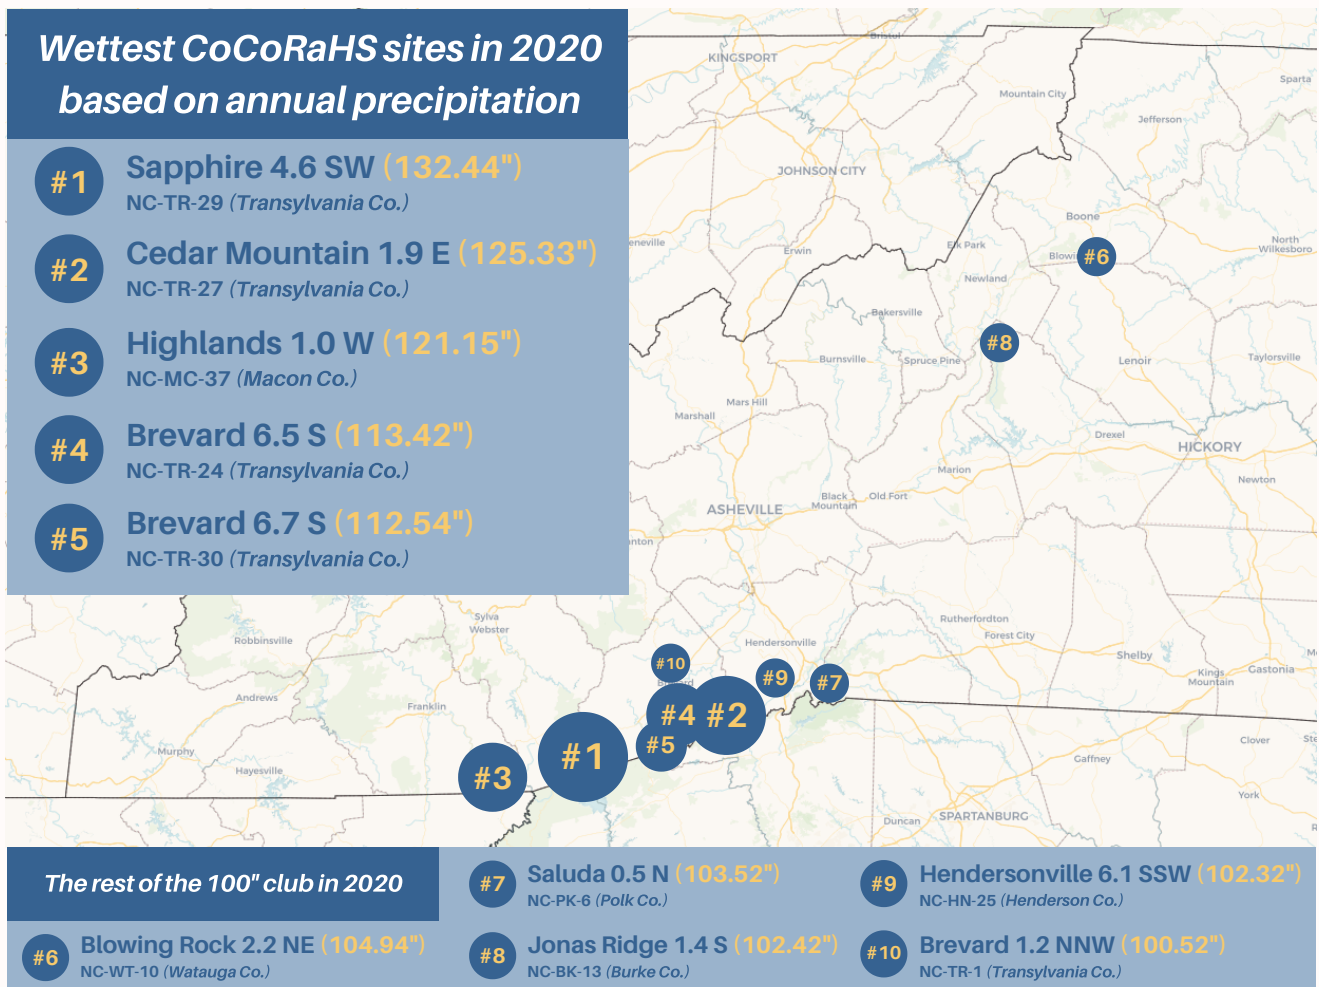 Wettest CoCoRaHS sites in 2020
based on annual precipitation
#1
Sapphire 4.6 SW (132.44")
NC-TR-29 (Transylvania Co.)
#2
Cedar Mountain 1.9 E (125.33")
NC-TR-27 (Transylvania Co.)
#3
Highlands 1.0 W (121.15")
NC-MC-37 (Macon Co.)
#4
Brevard 6.5 S (113.42")
NC-TR-24 (Transylvania Co.)
#5
Brevard 6.7 S (112.54")
NC-TR-30 (Transylvania Co.)
Bristol
KINGSPORT
Sparta
Mountain City
Jefferson
JOHNSON CITY
Boone
North
Wilkesboro
eneville
Erwin
Elk Park
Blowi
#6
Newland
Bakersville
#8
Burnsville
Spruce Pine
Lenoir
Taylorsville
Mars Hill
Marshall
Drexel
HICKORY
Marion
Newton
Black
Mountain
Old Fort
ASHEVILLE
nton
Sylva
Webster
Rutherfordton
Forest City
Robbinsville
Hendersonville
Shelby
#10
Kings
Mountain
Gastonia
#9
#7
Andrews
Franklin
#4
#2
#5
Murphy
Hayesville
#3
#1
Clover
Gaffney
York
Duncan
SPARTANBURG
The rest of the 100" club in 2020
#6
Blowing Rock 2.2 NE (104.94")
NC-WT-10 (Watauga Co.)
#7
Saluda 0.5 N (103.52")
NC-PK-6 (Polk Co.)
#8
Jonas Ridge 1.4 S (102.42")
NC-BK-13 (Burke Co.)
#9
Hendersonville 6.1 SSW (102.32")
NC-HN-25 (Henderson Co.)
#10
Brevard 1.2 NNW (100.52")
NC-TR-1 (Transylvania Co.)